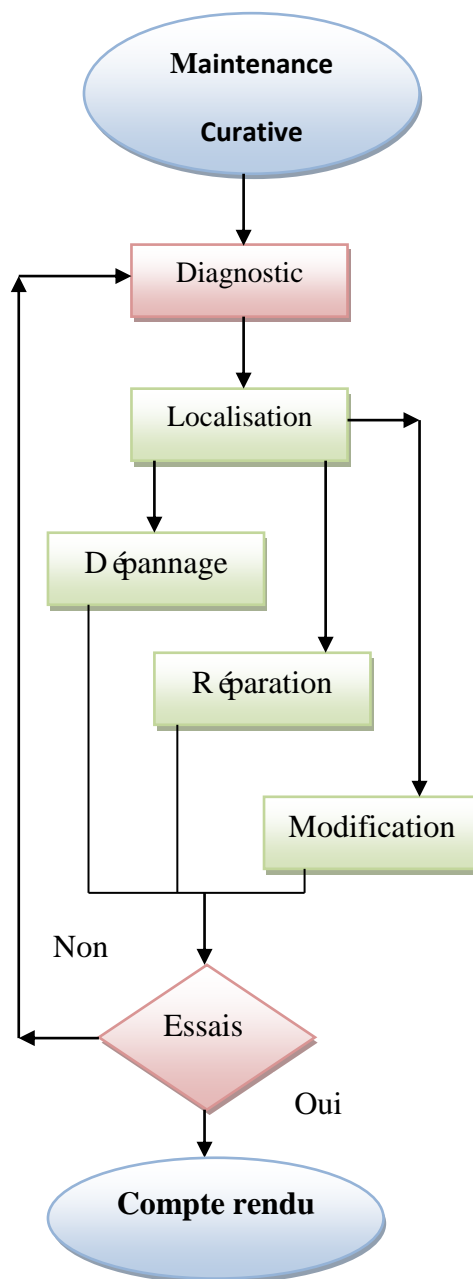 Maintenance
Curative
Diagnostic
Localisation
Dépannage
Réparation
Modification
Non
Essais
Oui
Compte rendu